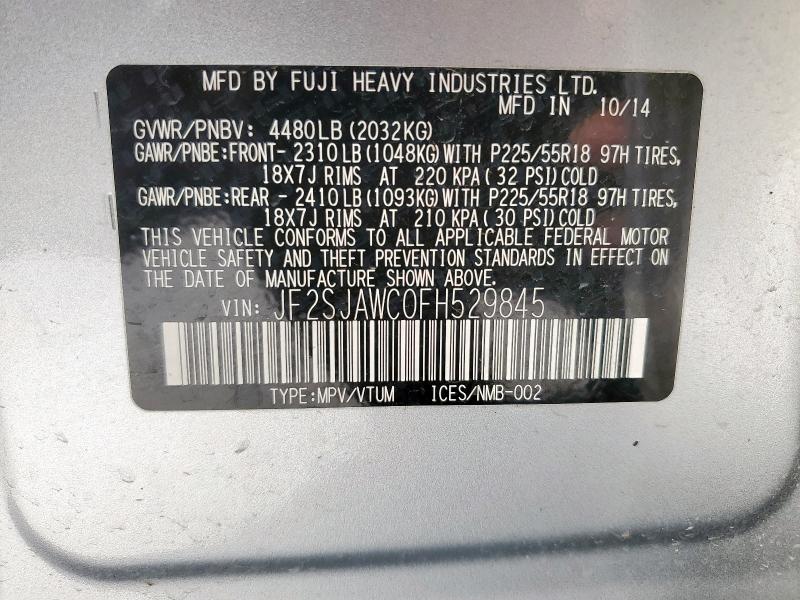 MFD BY FUJI HEAVY INDUSTRIES LTD.
MFD IN 10/14
GVWR/PNBV: 4480LB (2032KG)
GAWR/PNBE:FRONT- 2310LB (1048KG) WITH P225/55R18 97H TIRES,
18X7J RIMS AT 220 KPA (32 PSI) COLD
GAWR/PNBE:REAR - 2410LB (1093KG) WITH P225/55R18 97H TIRES,
18X7J RIMS AT 210 KPA (30 PSI) COLD
THIS VEHICLE CONFORMS TO ALL APPLICABLE FEDERAL MOTOR
VEHICLE SAFETY AND THEFT PREVENTION STANDARDS IN EFFECT ON
THE DATE OF MANUFACTURE SHOWN ABOVE.
VIN: JF2SJAWC0FH529845
TYPE:MPV/VTUM ICES/NMB-002